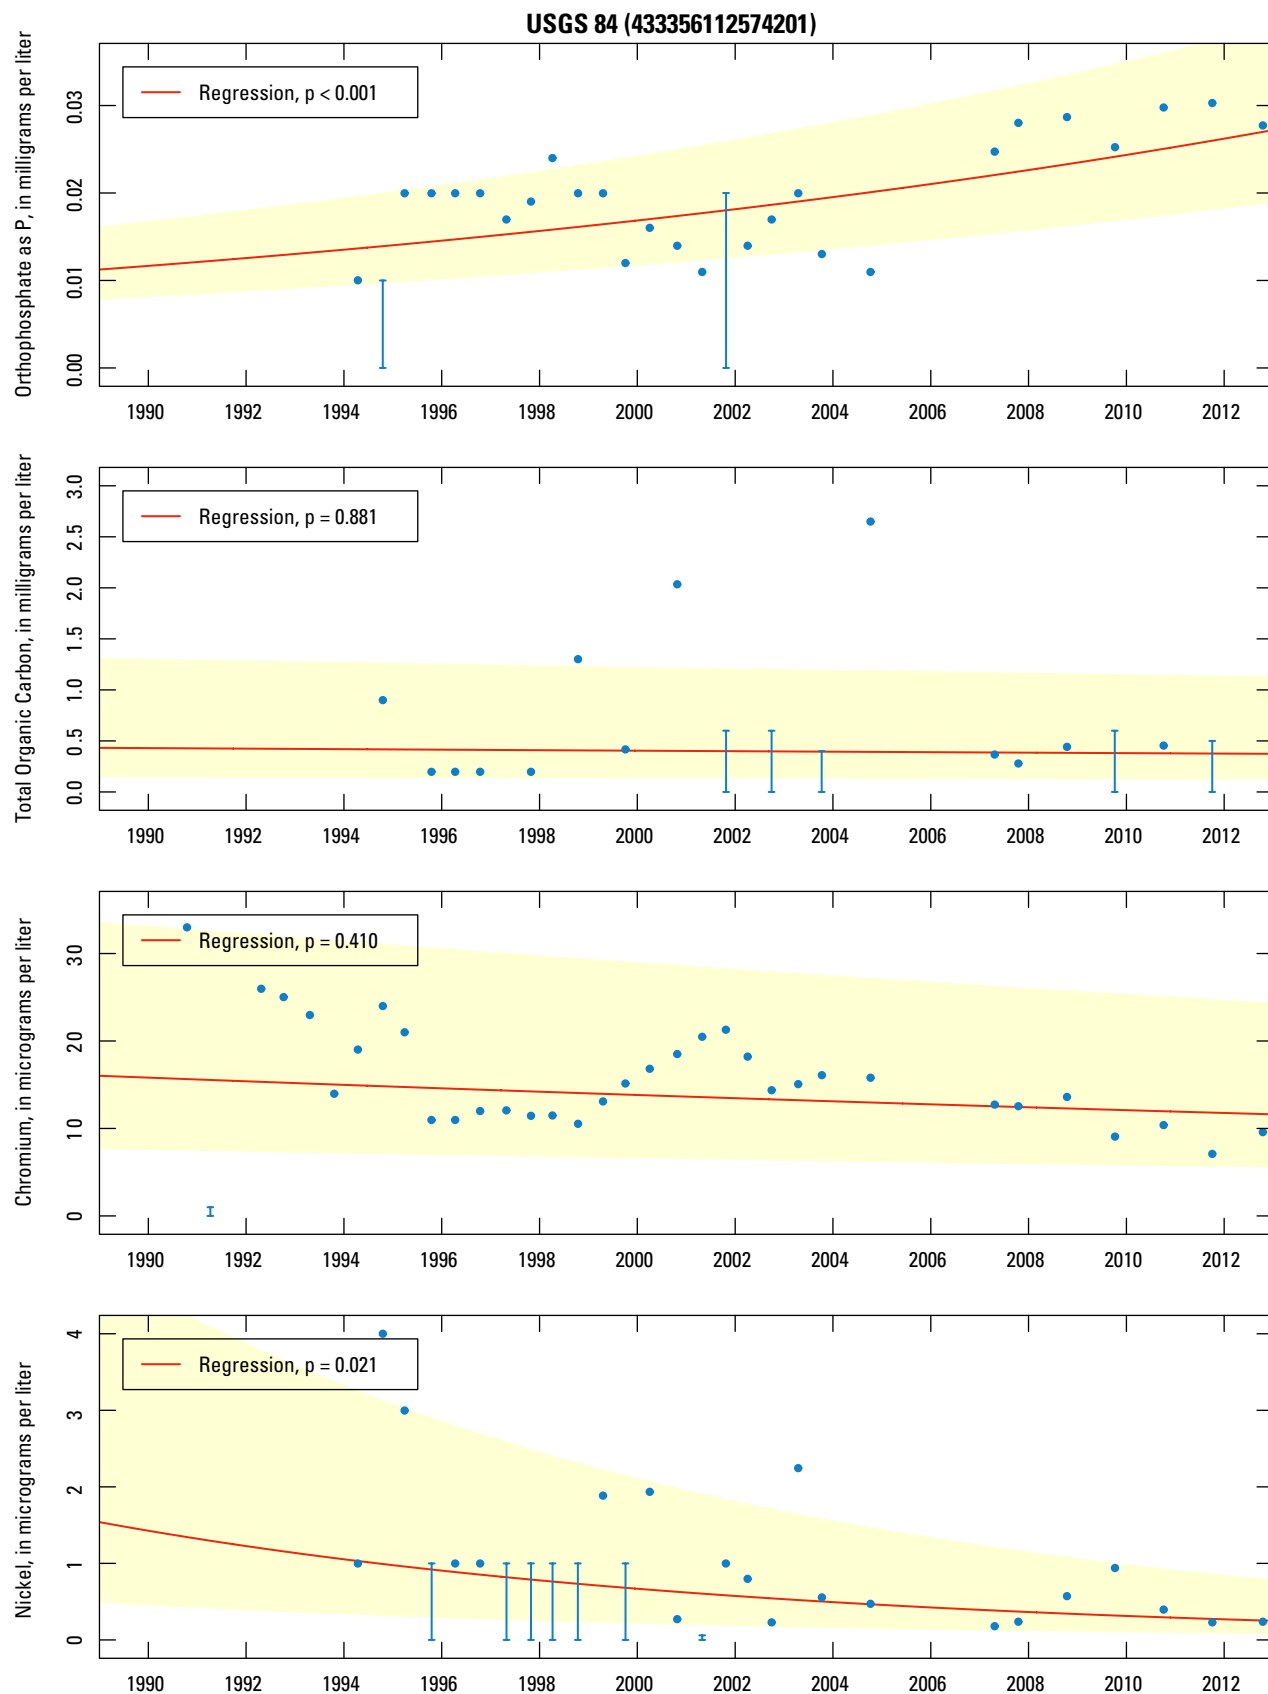 USGS 84 (433356112574201)
Orthophosphate as P, in milligrams per liter
0.03
0.02
0.01
0.00
Regression, p < 0.001
1990 1992 1994 1996 1998 2000 2002 2004 2006 2008 2010 2012
Total Organic Carbon, in milligrams per liter
3.0
2.5
2.0
1.5
1.0
0.5
0.0
Regression, p = 0.881
1990 1992 1994 1996 1998 2000 2002 2004 2006 2008 2010 2012
Chromium, in micrograms per liter
30
20
10
0
Regression, p = 0.410
1990 1992 1994 1996 1998 2000 2002 2004 2006 2008 2010 2012
Nickel, in micrograms per liter
4
3
2
1
0
Regression, p = 0.021
1990 1992 1994 1996 1998 2000 2002 2004 2006 2008 2010 2012